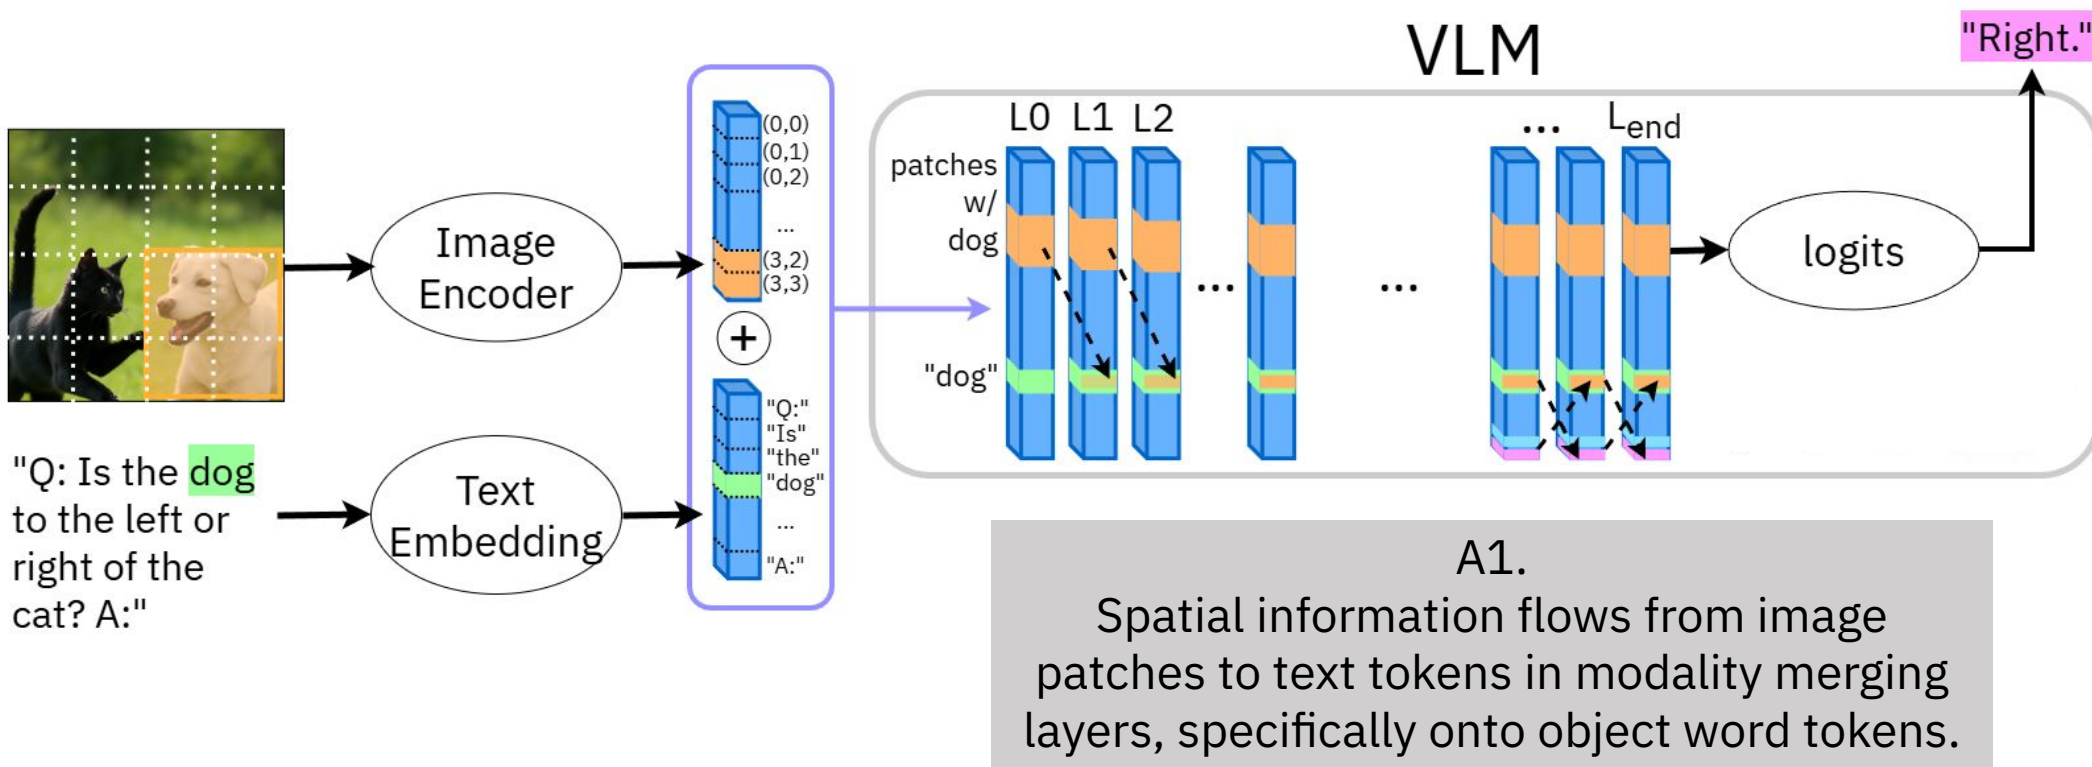 VLM
"Right."
L0 L1 L2
...
Lend
patches
w/
dog
"dog"
...
...
logits
Image
Encoder
(0,0)
(0,1)
(0,2)
...
(3,2)
(3,3)
+
"Q: Is the dog
to the left or
right of the
cat? A:"
Text
Embedding
"Q:"
"Is"
"the"
"dog"
...
"A:"
A1.
Spatial information flows from image
patches to text tokens in modality merging
layers, specifically onto object word tokens.